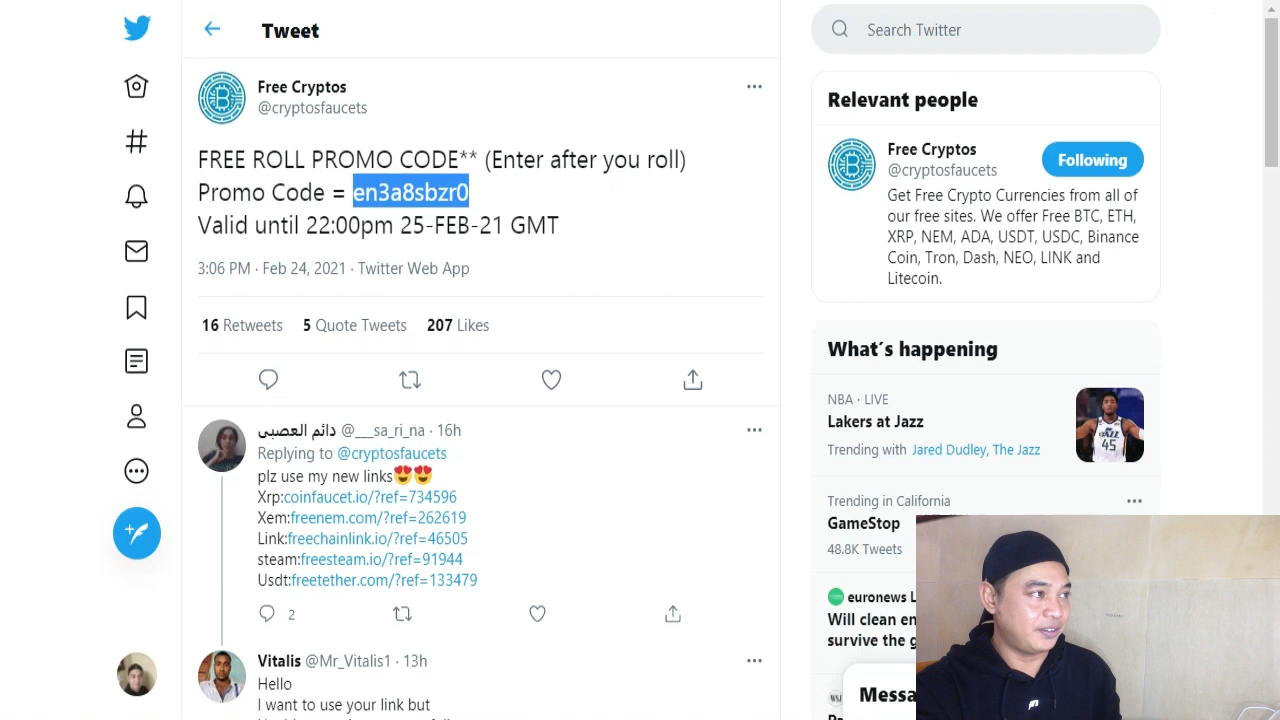 Tweet
Free Cryptos
@cryptosfaucets
FREE ROLL PROMO CODE** (Enter after you roll)
Promo Code = en3a8sbzr0
Valid until 22:00pm 25-FEB-21 GMT
3:06 PM · Feb 24, 2021 · Twitter Web App
16 Retweets 5 Quote Tweets 207 Likes
دائم العصبی @___sa_ri_na · 16h
Replying to @cryptosfaucets
plz use my new links😍😍
Xrp:coinfaucet.io/?ref=734596
Xem:freenem.com/?ref=262619
Link:freechainlink.io/?ref=46505
steam:freesteam.io/?ref=91944
Usdt:freetether.com/?ref=133479
2
Vitalis @Mr_Vitalis1 · 13h
Hello
I want to use your link but
Search Twitter
Relevant people
Free Cryptos
@cryptosfaucets
Following
Get Free Crypto Currencies from all of
our free sites. We offer Free BTC, ETH,
XRP, NEM, ADA, USDT, USDC, Binance
Coin, Tron, Dash, NEO, LINK and
Litecoin.
What's happening
NBA · LIVE
Lakers at Jazz
Trending with Jared Dudley, The Jazz
45
Trending in California
GameStop
48.8K Tweets
euronews
Will clean en
survive the g
Messa